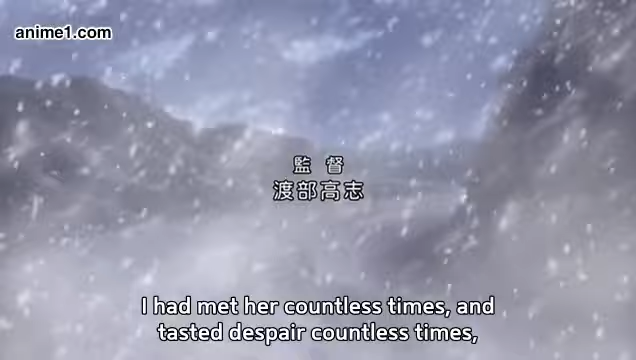 anime1.com
監督
渡部高志
I had met her countless times, and
tasted despair countless times,